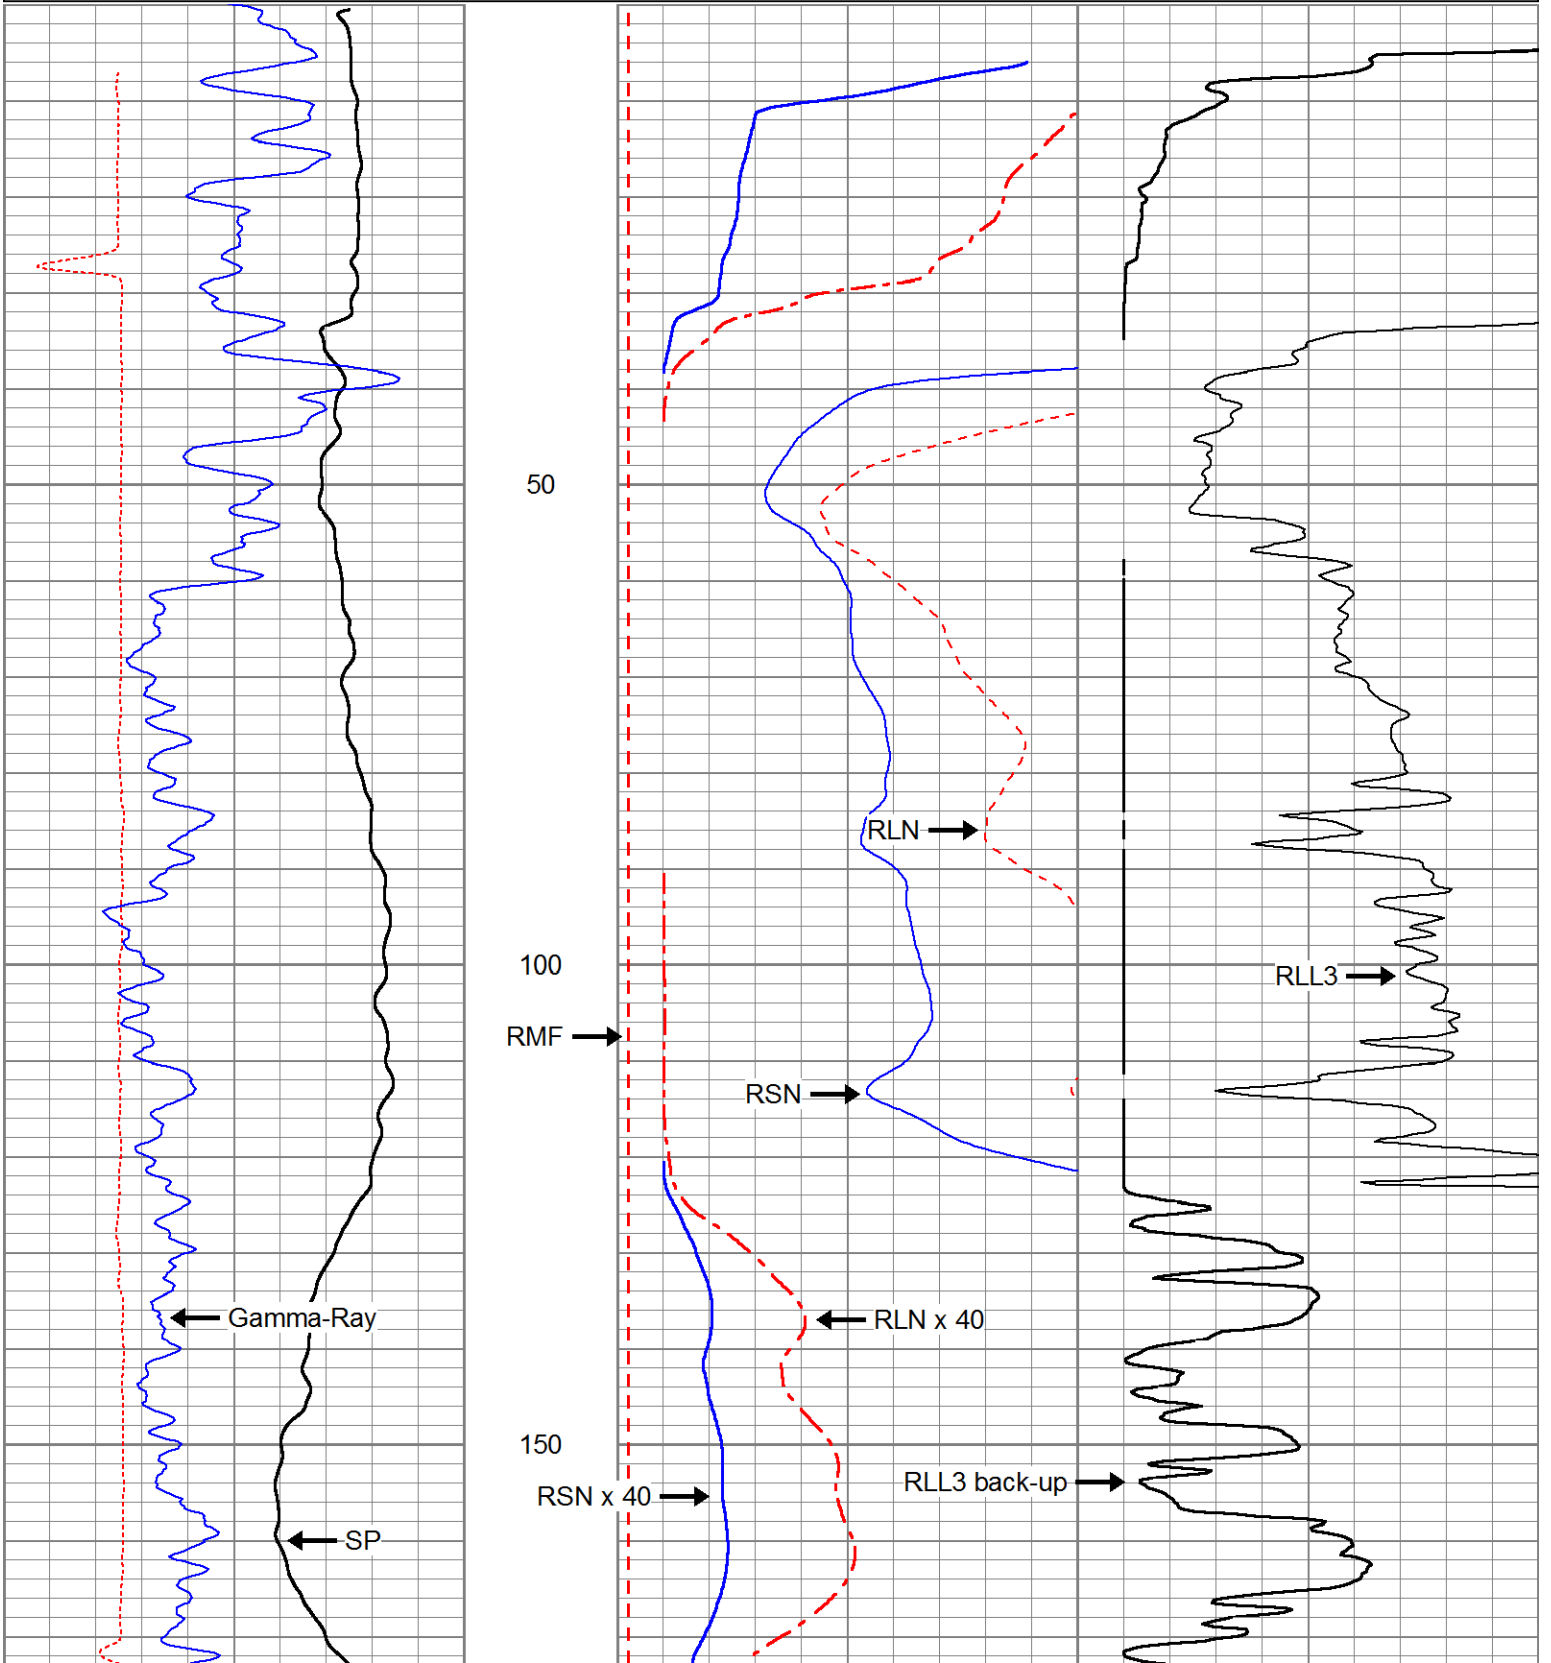 50
RLN
100
RLL3
RMF
RSN
Gamma-Ray
RLN x 40
150
RLL3 back-up
RSN x 40
SP